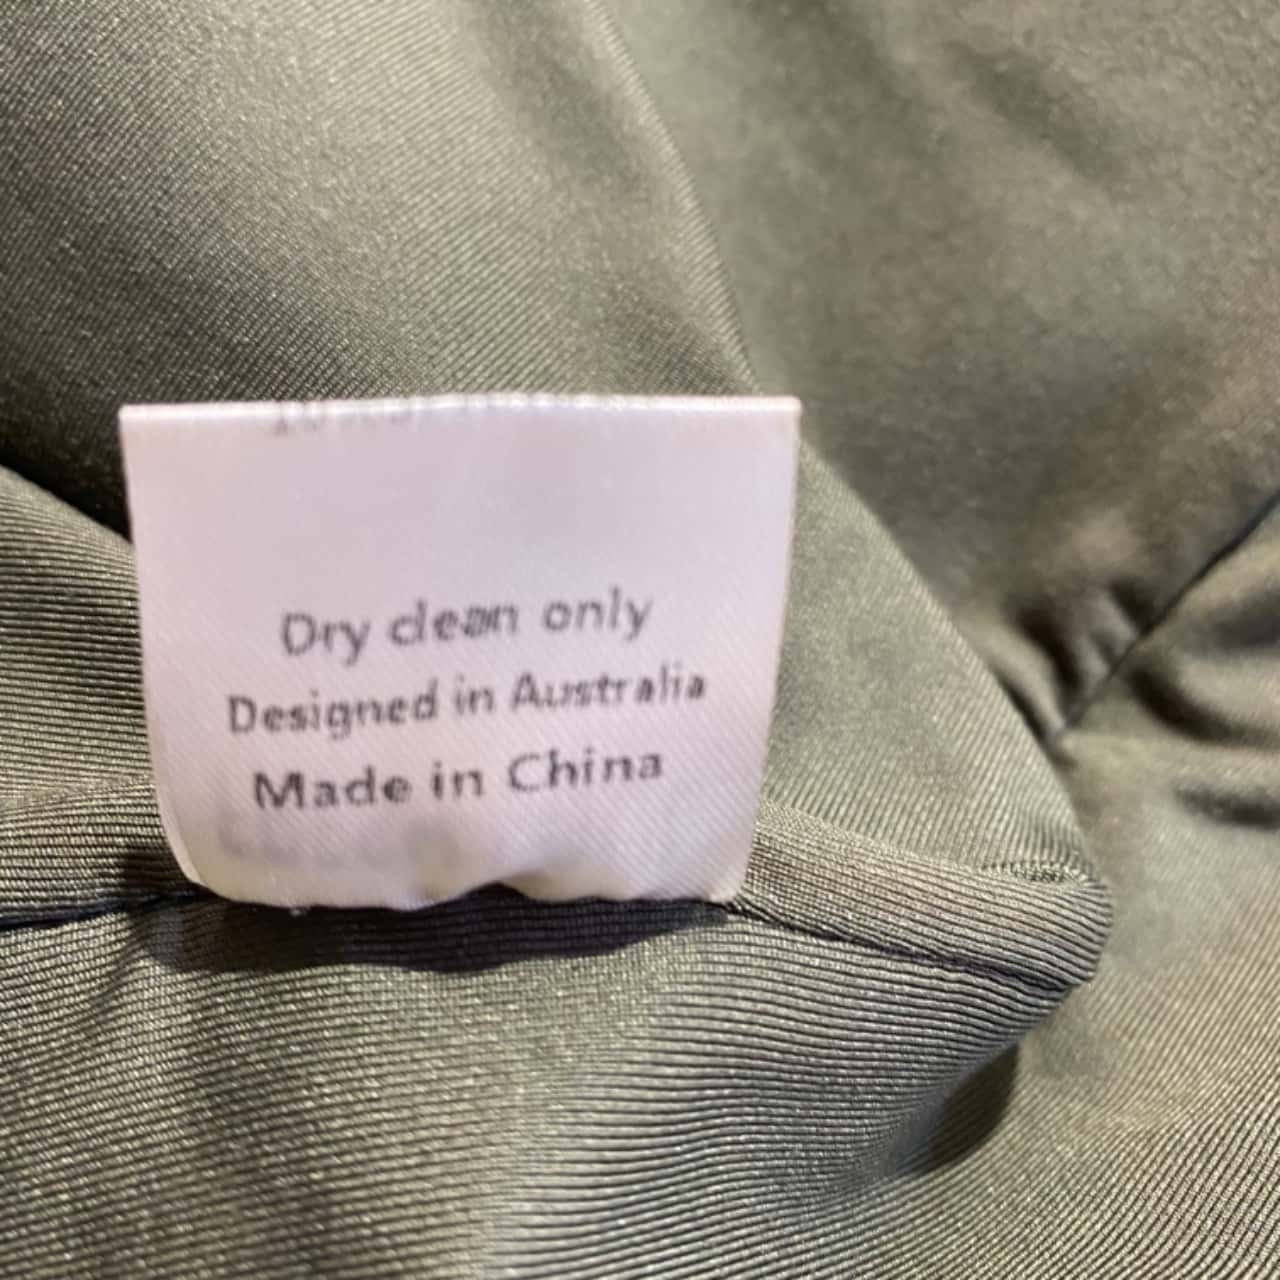 Dry clean only
Designed in Australia
Made in China